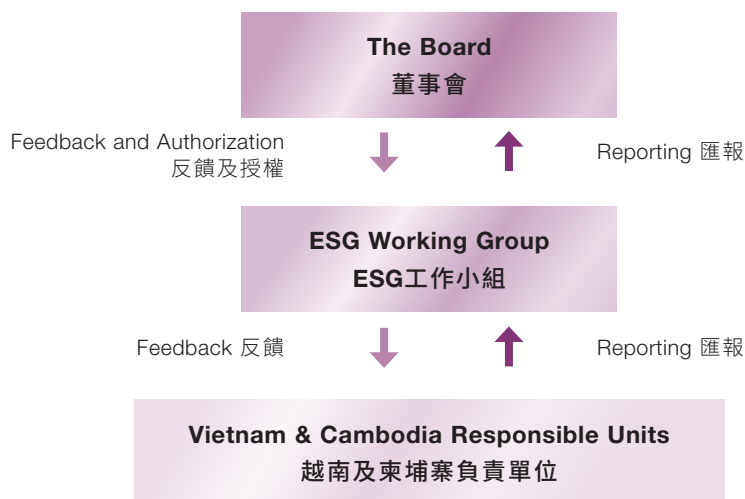 The Board
董事會
Feedback and Authorization
反饋及授權
Reporting 匯報
ESG Working Group
ESG工作小組
Feedback 反饋
Reporting 匯報
Vietnam & Cambodia Responsible Units
越南及柬埔寨負責單位